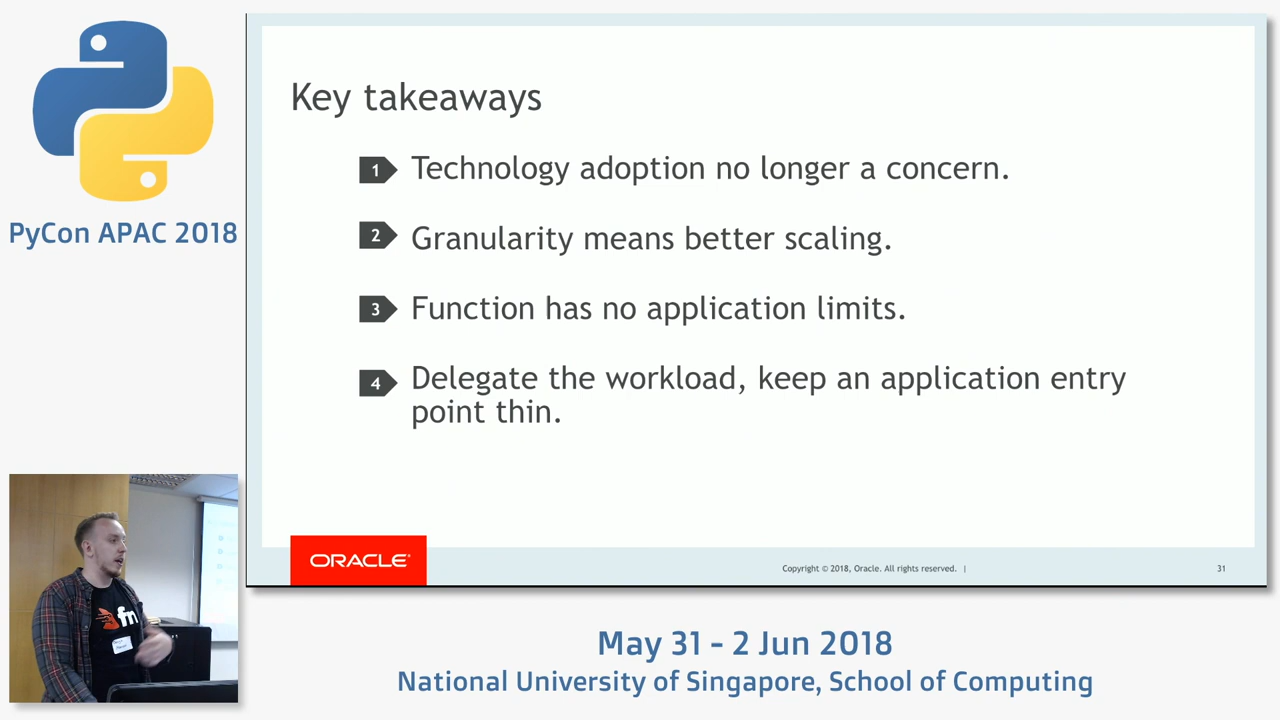 PyCon APAC 2018
Key takeaways
1 Technology adoption no longer a concern.
2 Granularity means better scaling.
3 Function has no application limits.
4 Delegate the workload, keep an application entry
point thin.
ORACLE®
Copyright © 2018, Oracle. All rights reserved. |
31
fn
May 31 - 2 Jun 2018
National University of Singapore, School of Computing